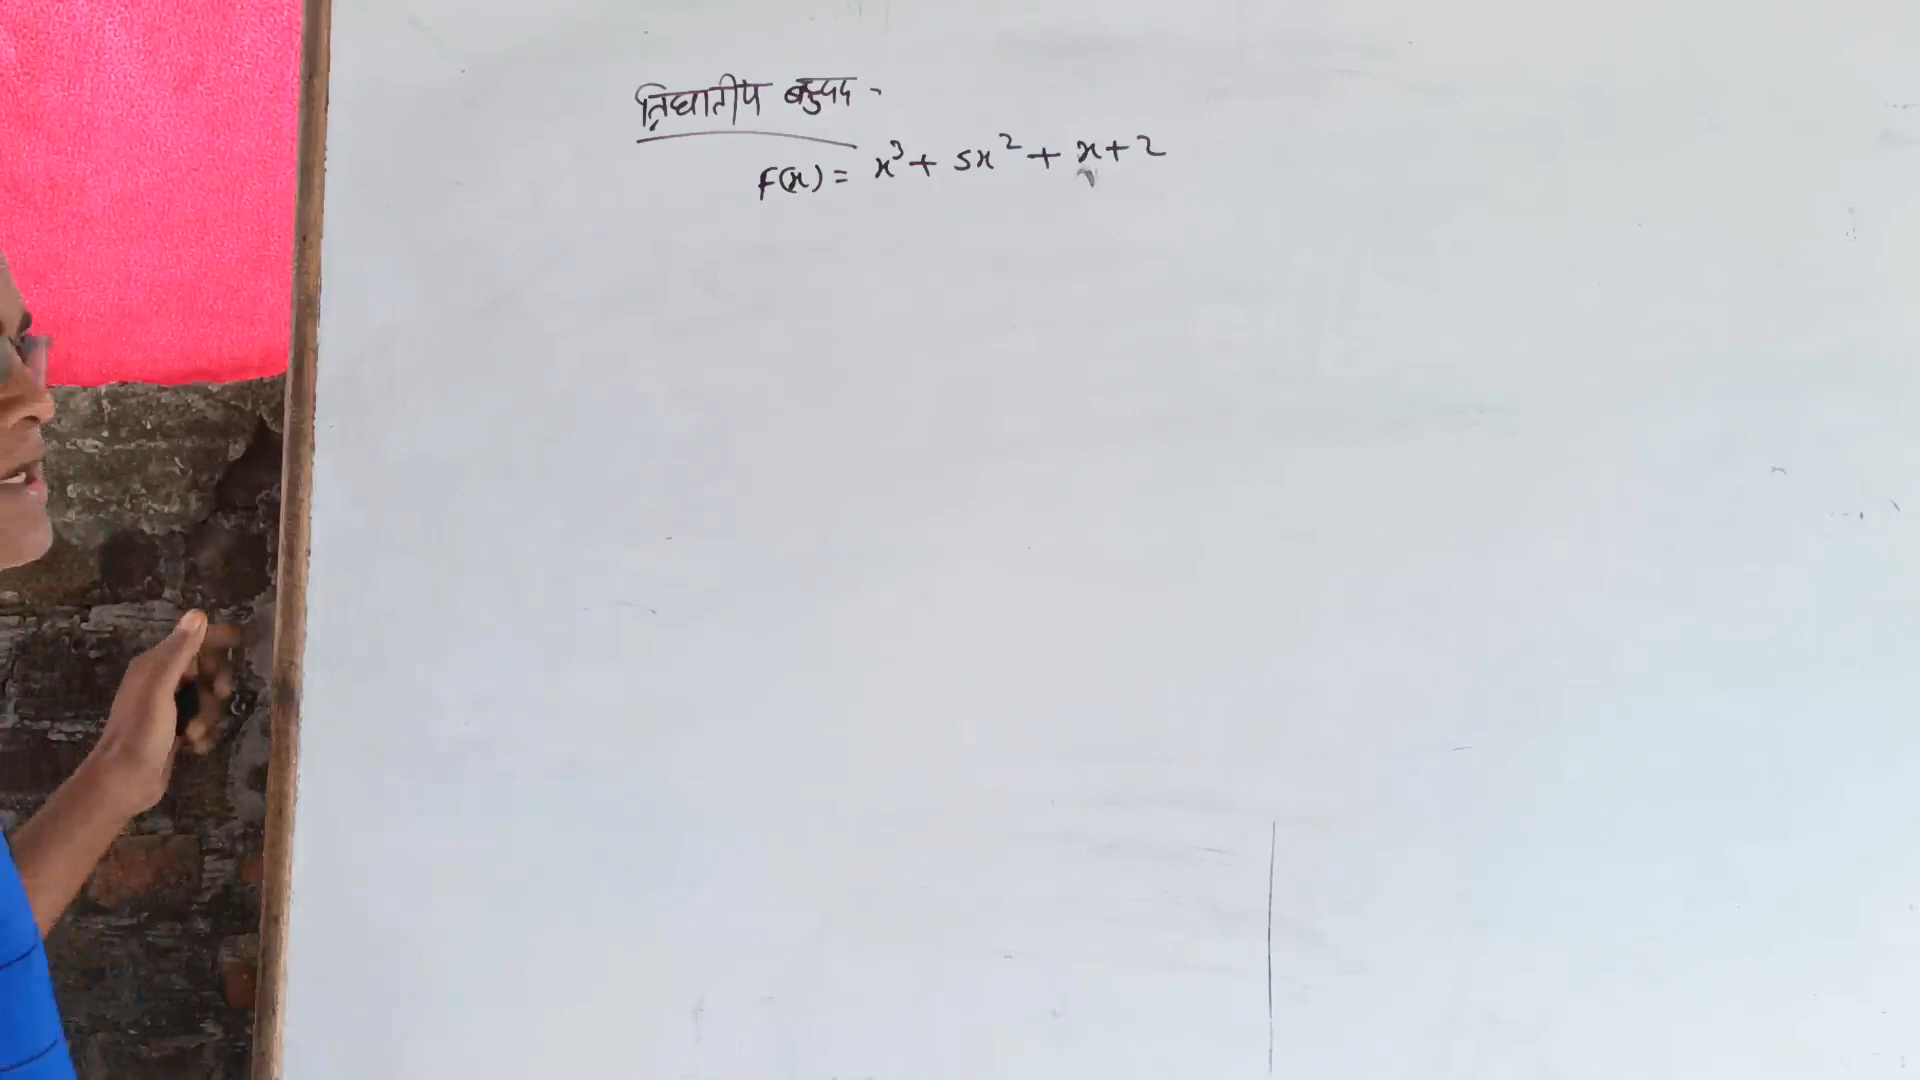 त्रिघातीय बहुपद -
F(x) = x³ + 5x² + x + 2